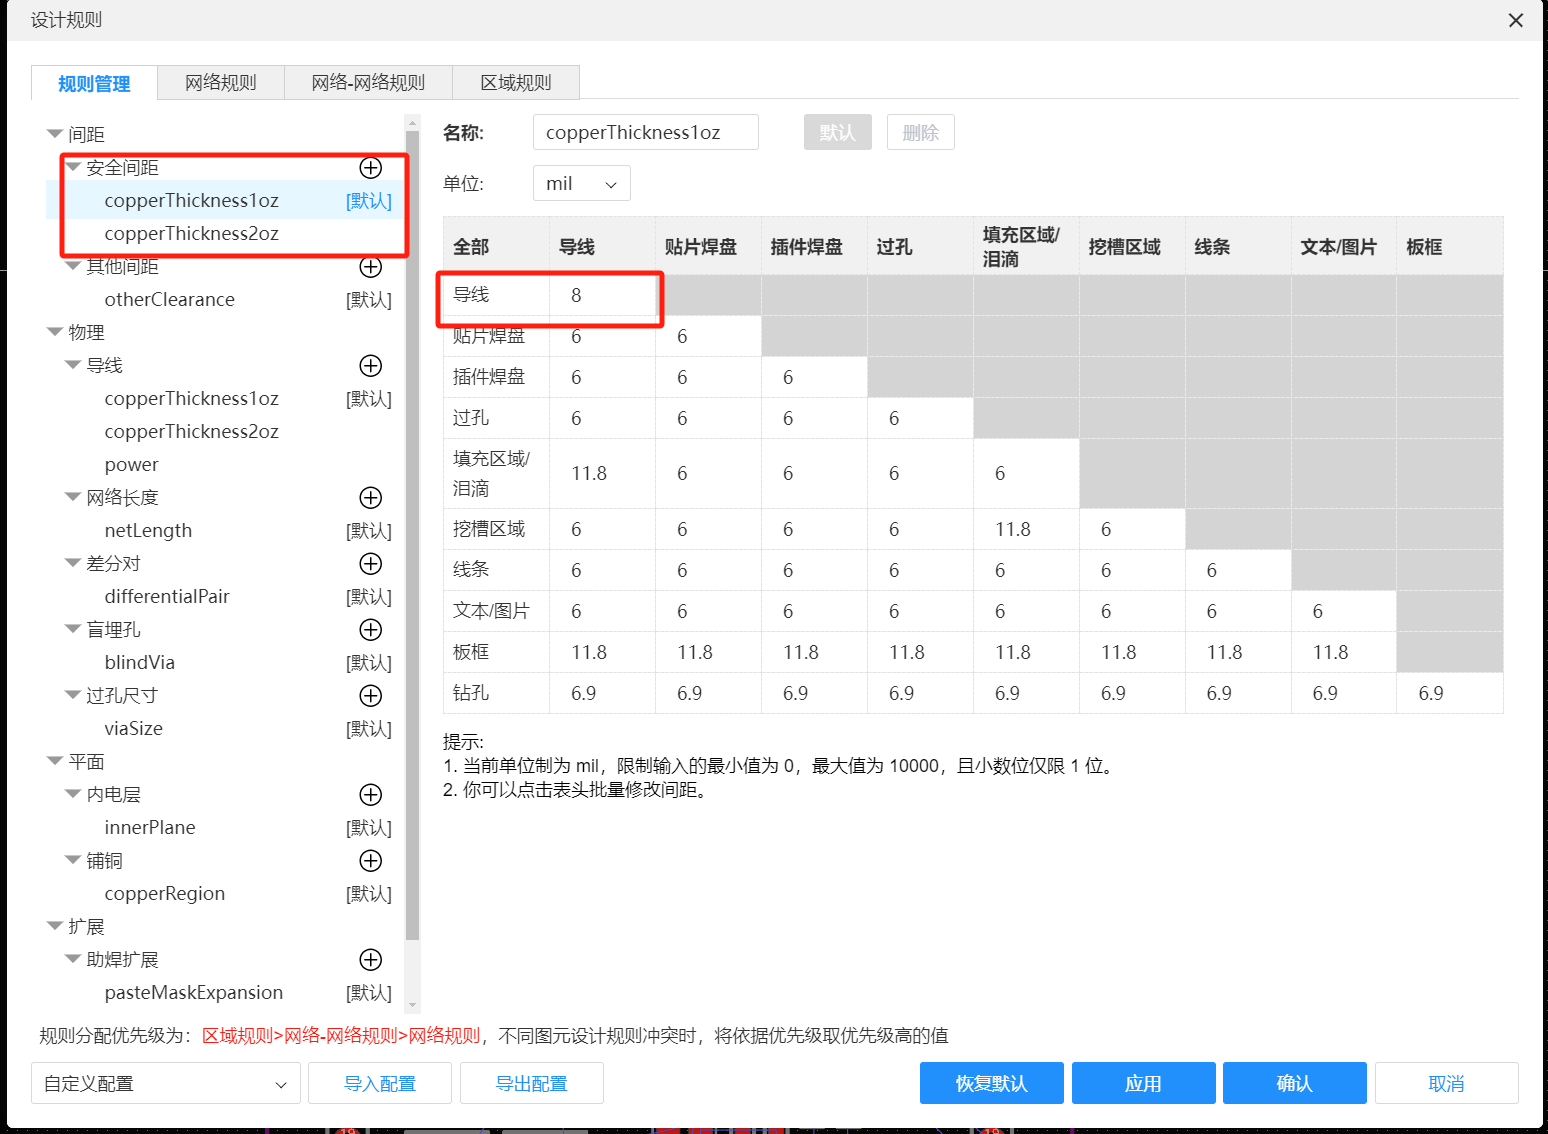 设计规则
规则管理 网络规则 网络-网络规则 区域规则
间距
安全间距
copperThickness1oz [默认]
copperThickness2oz
其他间距
otherClearance [默认]
物理
导线
copperThickness1oz [默认]
copperThickness2oz
power
网络长度
netLength [默认]
差分对
differentialPair [默认]
盲埋孔
blindVia [默认]
过孔尺寸
viaSize [默认]
平面
内电层
innerPlane [默认]
铺铜
copperRegion [默认]
扩展
助焊扩展
pasteMaskExpansion [默认]
名称: copperThickness1oz 默认 删除
单位: mil
全部 导线 贴片焊盘 插件焊盘 过孔 填充区域/泪滴 挖槽区域 线条 文本/图片 板框
导线 8
贴片焊盘 6 6
插件焊盘 6 6 6
过孔 6 6 6 6
填充区域/泪滴 11.8 6 6 6 6
挖槽区域 6 6 6 6 11.8 6
线条 6 6 6 6 6 6 6
文本/图片 6 6 6 6 6 6 6 6
板框 11.8 11.8 11.8 11.8 11.8 11.8 11.8 11.8
钻孔 6.9 6.9 6.9 6.9 6.9 6.9 6.9 6.9 6.9
提示:
1. 当前单位制为 mil，限制输入的最小值为 0，最大值为 10000，且小数位仅限 1 位。
2. 你可以点击表头批量修改间距。
规则分配优先级为：区域规则>网络-网络规则>网络规则，不同图元设计规则冲突时，将依据优先级取优先级高的值
自定义配置 导入配置 导出配置 恢复默认 应用 确认 取消